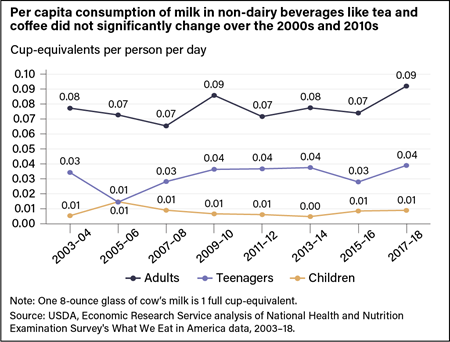 Per capita consumption of milk in non-dairy beverages like tea and
coffee did not significantly change over the 2000s and 2010s
Cup-equivalents per person per day
0.10
0.09
0.08
0.07
0.06
0.05
0.04
0.03
0.02
0.01
0.00
0.08 0.07 0.07 0.09 0.07 0.08 0.07 0.09
0.03 0.01 0.03 0.04 0.04 0.04 0.03 0.04
0.01 0.01 0.01 0.01 0.01 0.00 0.01 0.01
2003–04 2005–06 2007–08 2009–10 2011–12 2013–14 2015–16 2017–18
Adults Teenagers Children
Note: One 8-ounce glass of cow's milk is 1 full cup-equivalent.
Source: USDA, Economic Research Service analysis of National Health and Nutrition
Examination Survey's What We Eat in America data, 2003–18.